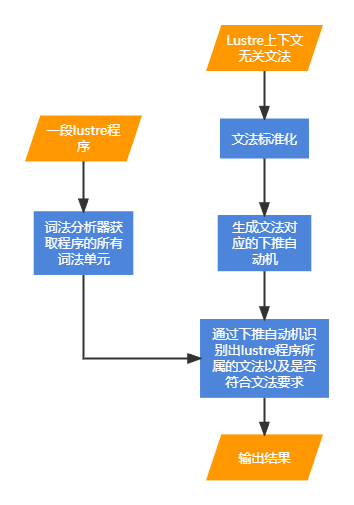 Lustre上下文
无关文法
一段lustre程
序
文法标准化
词法分析器获
取程序的所有
词法单元
生成文法对
应的下推自
动机
通过下推自动机识
别出lustre程序所
属的文法以及是否
符合文法要求
输出结果